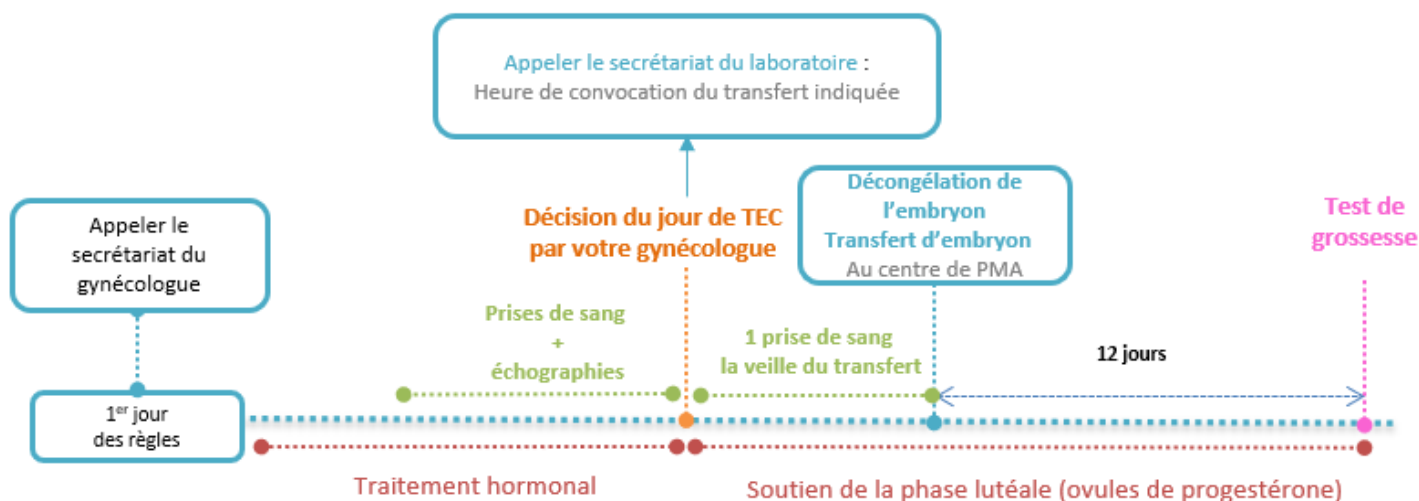 Appeler le secrétariat du laboratoire :
Heure de convocation du transfert indiquée
Appeler le
secrétariat du
gynécologue
Décision du jour de TEC
par votre gynécologue
Décongélation de
l’embryon
Transfert d’embryon
Au centre de PMA
Test de
grossesse
Prises de sang
+
échographies
1 prise de sang
la veille du transfert
12 jours
1er jour
des règles
Traitement hormonal
Soutien de la phase lutéale (ovules de progestérone)